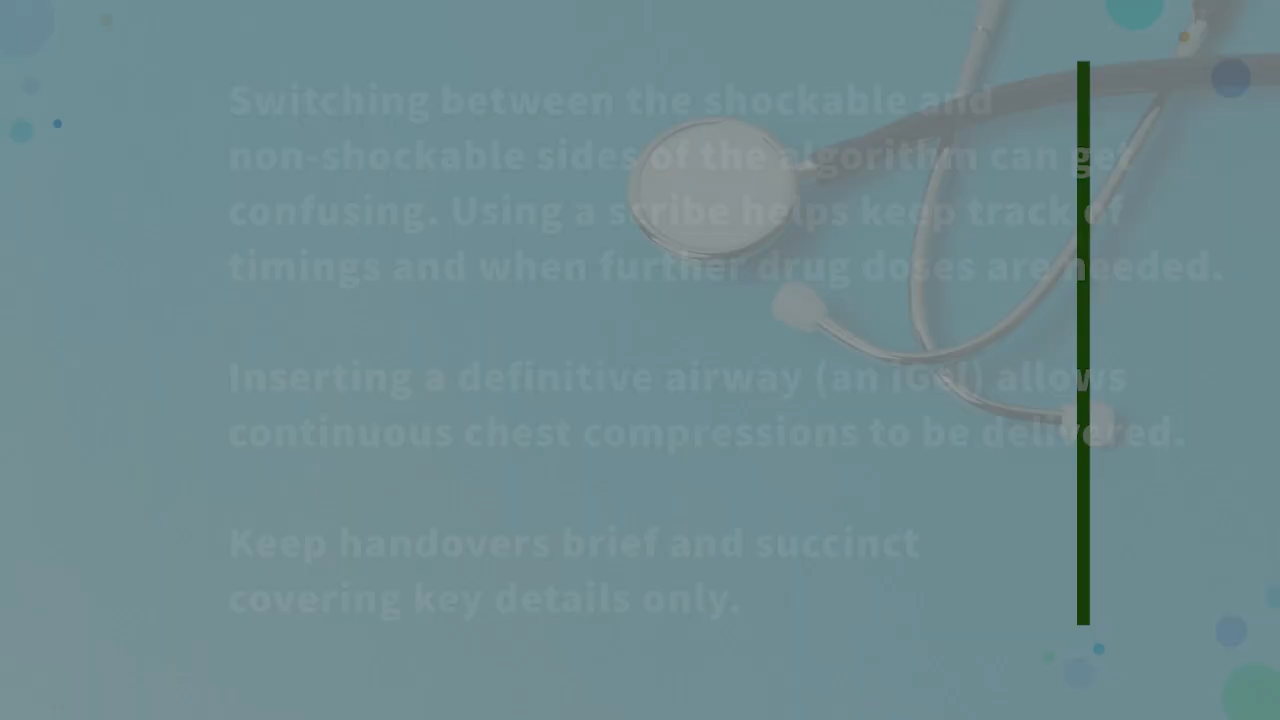 Switching between the shockable and
non-shockable sides of the algorithm can get
confusing. Using a scribe helps keep track of
timings and when further drug doses are needed.
Inserting a definitive airway (an iGel) allows
continuous chest compressions to be delivered.
Keep handovers brief and succinct
covering key details only.